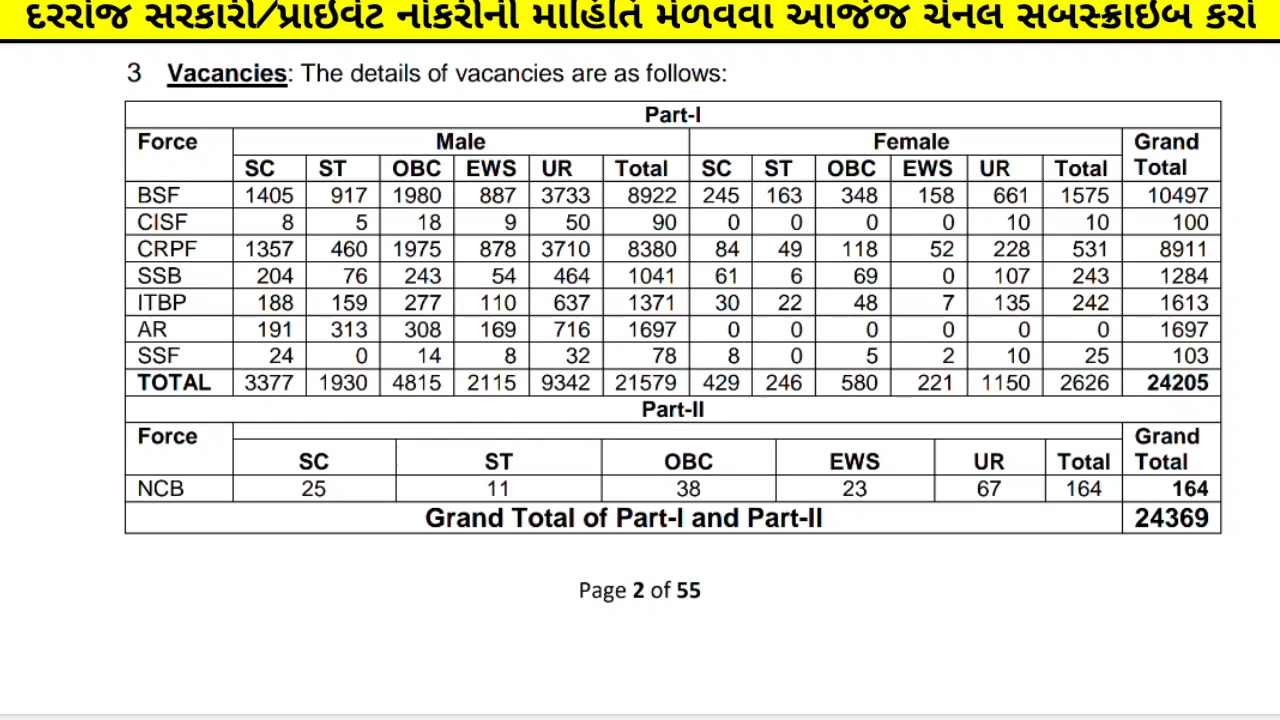 દરરોજ સરકારી/પ્રાઇવેટ નોકરીની માહિતિ મેળવવા આજેજ ચેનલ સબસ્ક્રાઇબ કરો
3 Vacancies: The details of vacancies are as follows:
Part-I
Force Male Female Grand Total
SC ST OBC EWS UR Total SC ST OBC EWS UR Total
BSF 1405 917 1980 887 3733 8922 245 163 348 158 661 1575 10497
CISF 8 5 18 9 50 90 0 0 0 0 10 10 100
CRPF 1357 460 1975 878 3710 8380 84 49 118 52 228 531 8911
SSB 204 76 243 54 464 1041 61 6 69 0 107 243 1284
ITBP 188 159 277 110 637 1371 30 22 48 7 135 242 1613
AR 191 313 308 169 716 1697 0 0 0 0 0 0 1697
SSF 24 0 14 8 32 78 8 0 5 2 10 25 103
TOTAL 3377 1930 4815 2115 9342 21579 429 246 580 221 1150 2626 24205
Part-II
Force Grand Total
SC ST OBC EWS UR Total
NCB 25 11 38 23 67 164 164
Grand Total of Part-I and Part-II 24369
Page 2 of 55